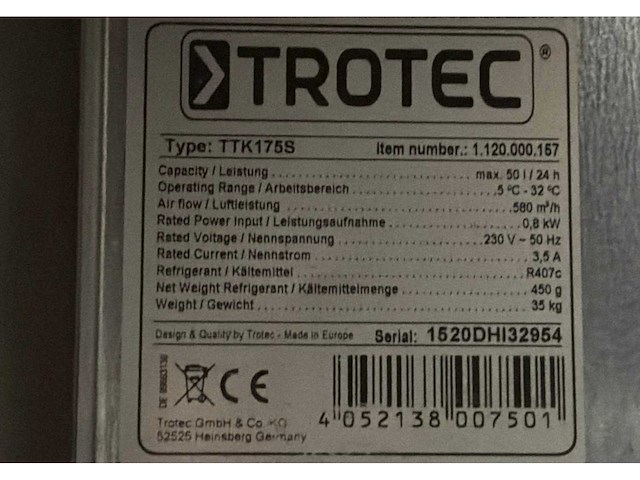 TROTEC®
Type: TTK175S Item number.: 1.120.000.157
Capacity / Leistung ........ max. 50 l / 24 h
Operating Range / Arbeitsbereich ........ 5 ºC - 32 ºC
Air flow / Luftleistung ........ 580 m³/h
Rated Power Input / Leistungsaufnahme ........ 0,8 kW
Rated Voltage / Nennspannung ........ 230 V ~ 50 Hz
Rated Current / Nennstrom ........ 3,5 A
Refrigerant / Kältemittel ........ R407c
Net Weight Refrigerant / Kältemittelmenge ........ 450 g
Weight / Gewicht ........ 35 kg
Design & Quality by Trotec - Made in Europe Serial: 1520DHI32954
CE
Trotec GmbH & Co. KG
52525 Heinsberg Germany
4 052138 007501